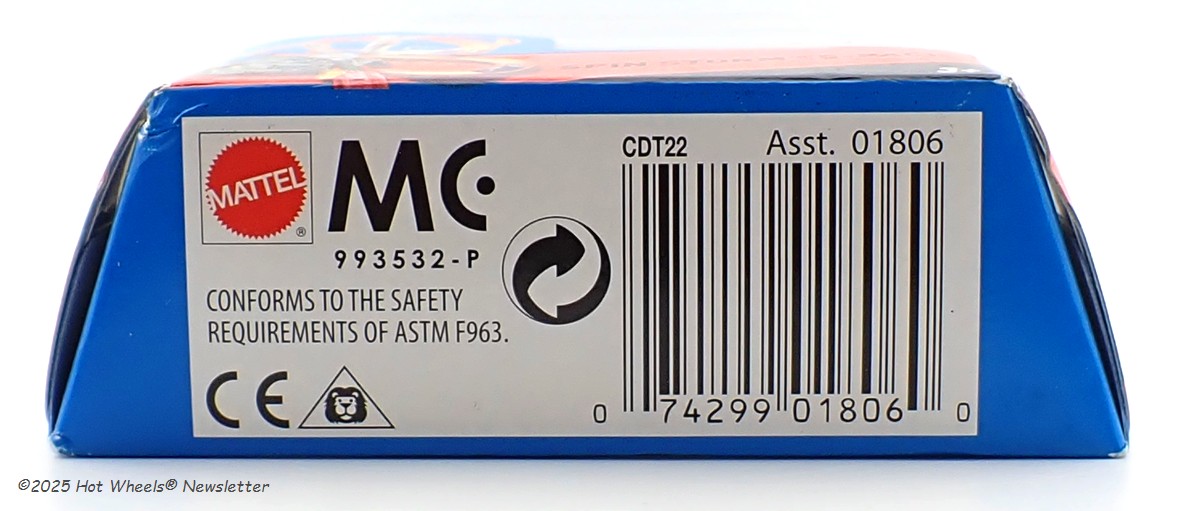 MATTEL
®
MC
993532-P
CONFORMS TO THE SAFETY
REQUIREMENTS OF ASTM F963.
CE
CDT22 Asst. 01806
0 74299 01806 0
©2025 Hot Wheels® Newsletter